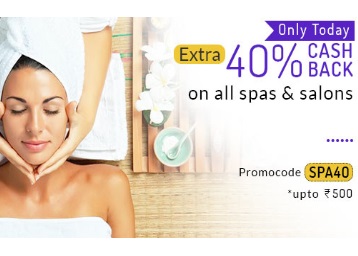 Only Today
Extra 40% CASH BACK
on all spas & salons
Promocode SPA40
*upto ₹500